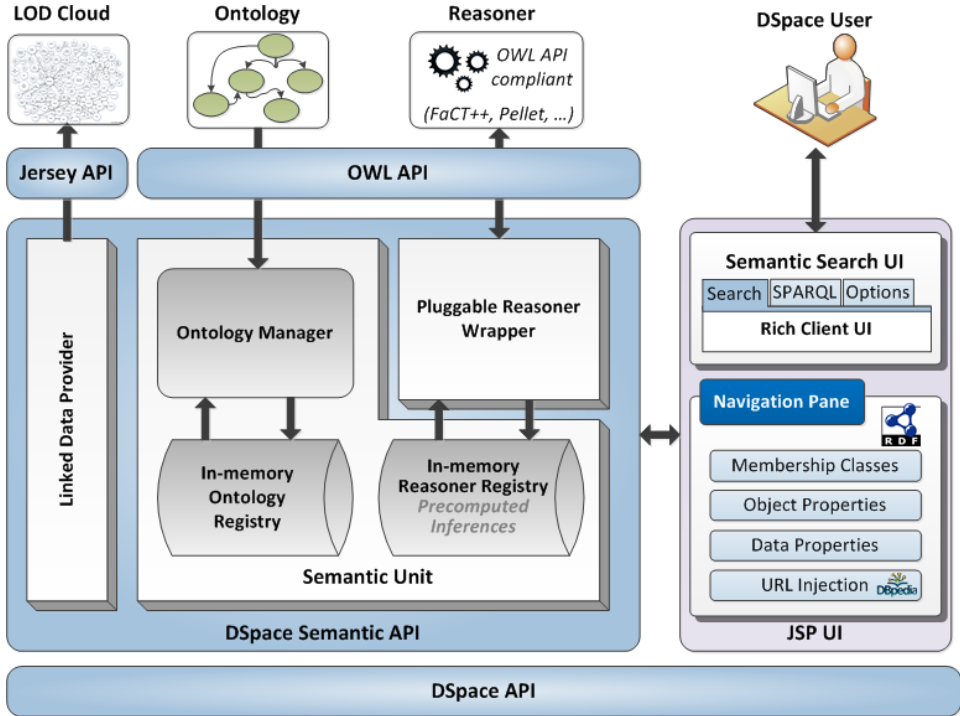 LOD Cloud
Ontology
Reasoner
DSpace User
OWL API
compliant
(FaCT++, Pellet, ...)
Jersey API
OWL API
Linked Data Provider
Ontology Manager
Pluggable Reasoner
Wrapper
In-memory
Ontology
Registry
In-memory
Reasoner Registry
Precomputed
Inferences
Semantic Unit
DSpace Semantic API
Semantic Search UI
Search
SPARQL
Options
Rich Client UI
Navigation Pane
RDF
Membership Classes
Object Properties
Data Properties
URL Injection
DBpedia
JSP UI
DSpace API